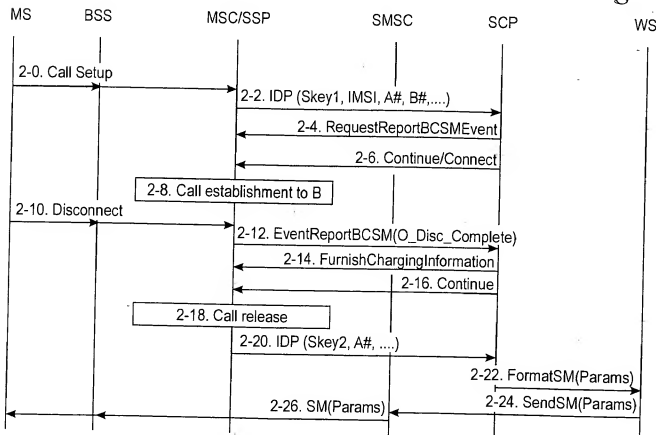 MS BSS MSC/SSP SMSC SCP WS
2-0. Call Setup
2-2. IDP (Skey1, IMSI, A#, B#,....)
2-4. RequestReportBCSMEvent
2-6. Continue/Connect
2-8. Call establishment to B
2-10. Disconnect
2-12. EventReportBCSM(O_Disc_Complete)
2-14. FurnishChargingInformation
2-16. Continue
2-18. Call release
2-20. IDP (Skey2, A#, ....)
2-22. FormatSM(Params)
2-24. SendSM(Params)
2-26. SM(Params)